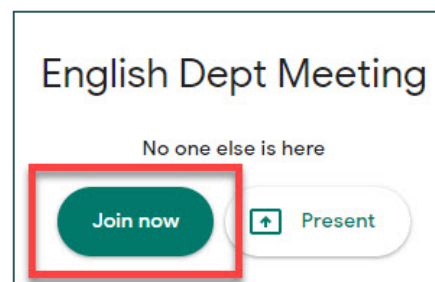 English Dept Meeting
No one else is here
Join now Present